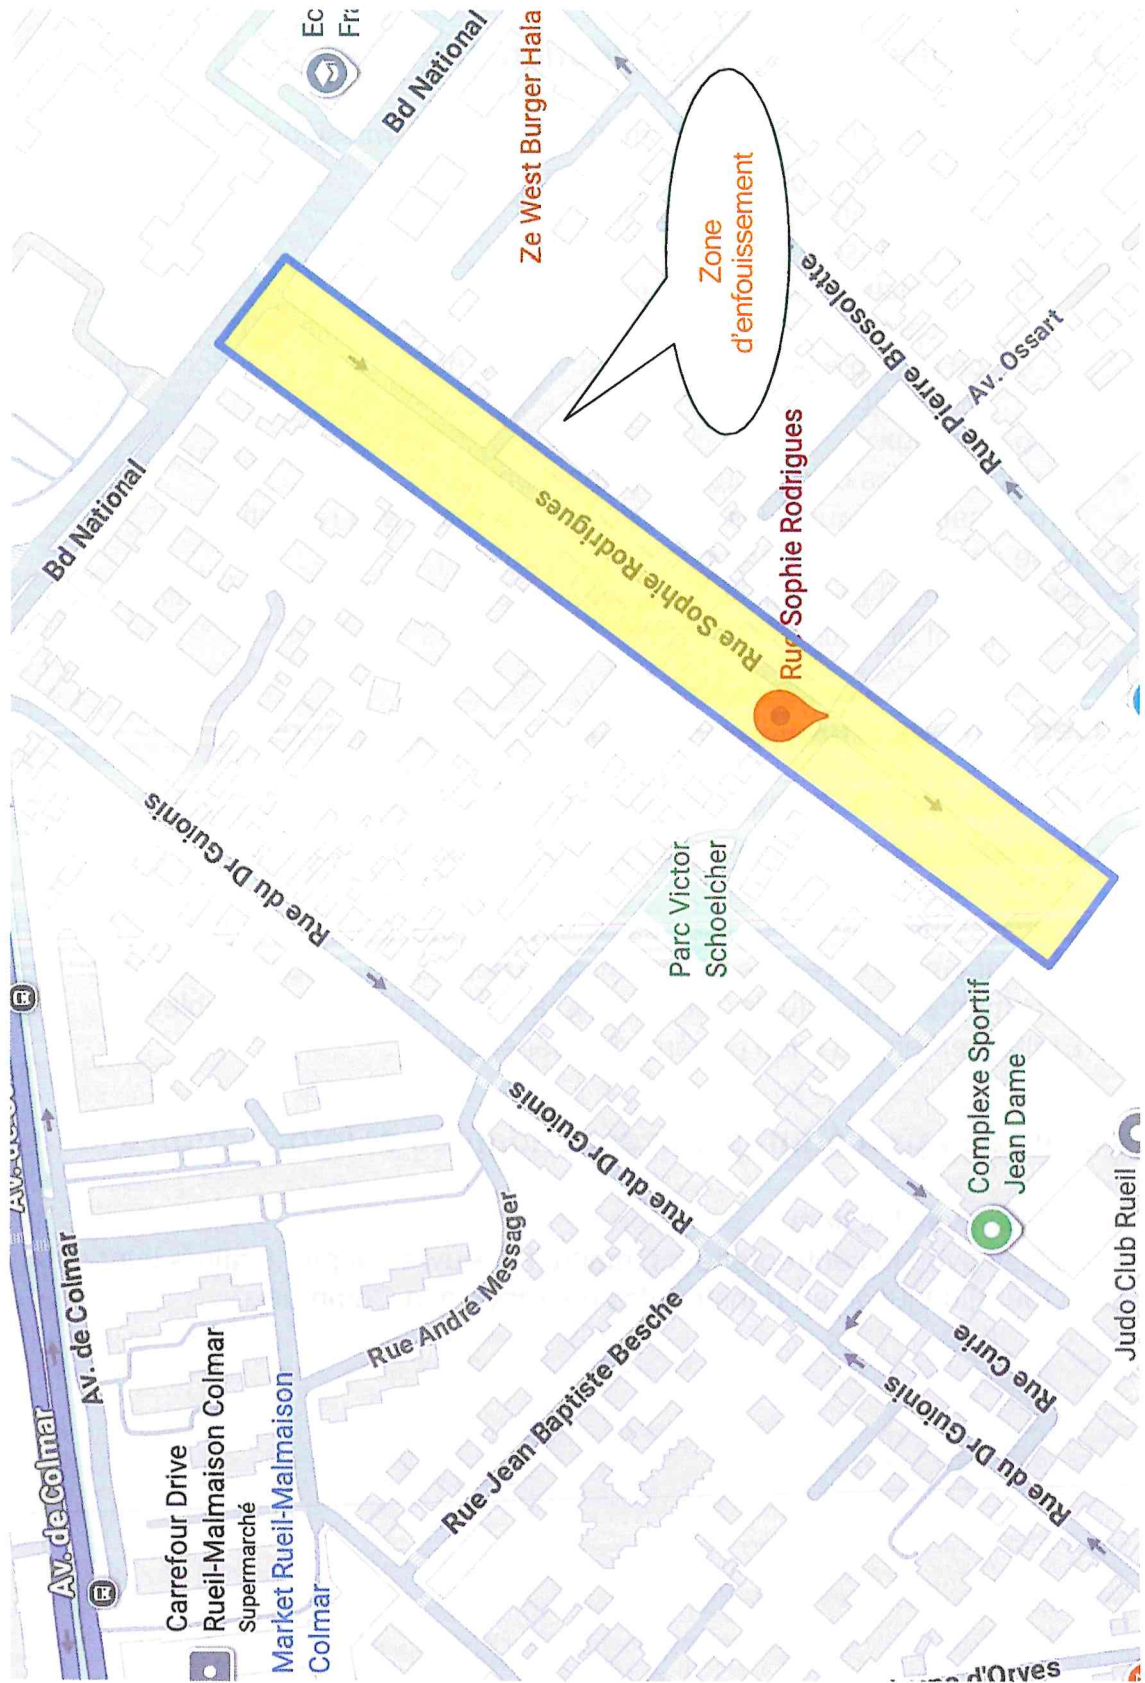 Av. de Colmar
Av. de Colmar
Carrefour Drive
Rueil-Malmaison Colmar
Supermarché
Market Rueil-Malmaison
Colmar
Rue André Messager
Rue Jean Baptiste Besche
Rue du Dr Guionis
Rue du Dr Guionis
Rue du Dr Guionis
Rue Curie
Judo Club Rueil
Complexe Sportif
Jean Dame
Parc Victor
Schoelcher
Bd National
Bd National
Rue Sophie Rodrigues
Rue Sophie Rodrigues
Zone
d'enfouissement
Ze West Burger Hala
Rue Pierre Brossolette
Av. Ossart
Ec
Fra
d'Orves